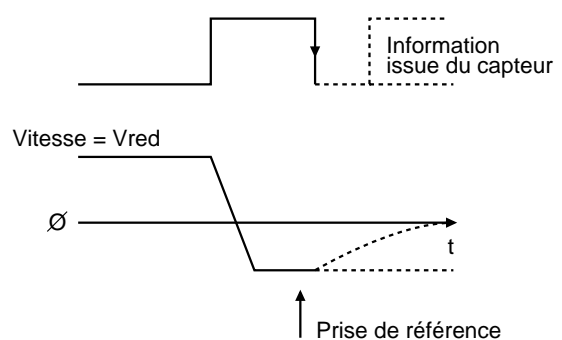 Information
issue du capteur
Vitesse = Vred
Ø
t
Prise de référence